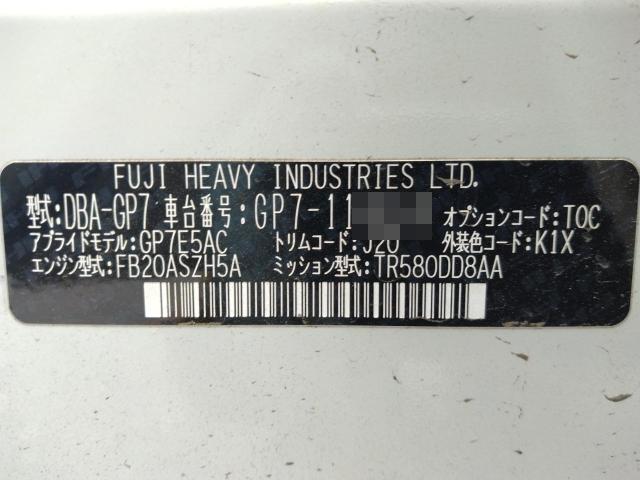 FUJI HEAVY INDUSTRIES LTD.
型式:DBA-GP7 車台番号:GP7-11 オプションコード:TOC
アプライドモデル:GP7E5AC トリムコード:J20 外装色コード:K1X
エンジン型式:FB20ASZH5A ミッション型式:TR580DD8AA